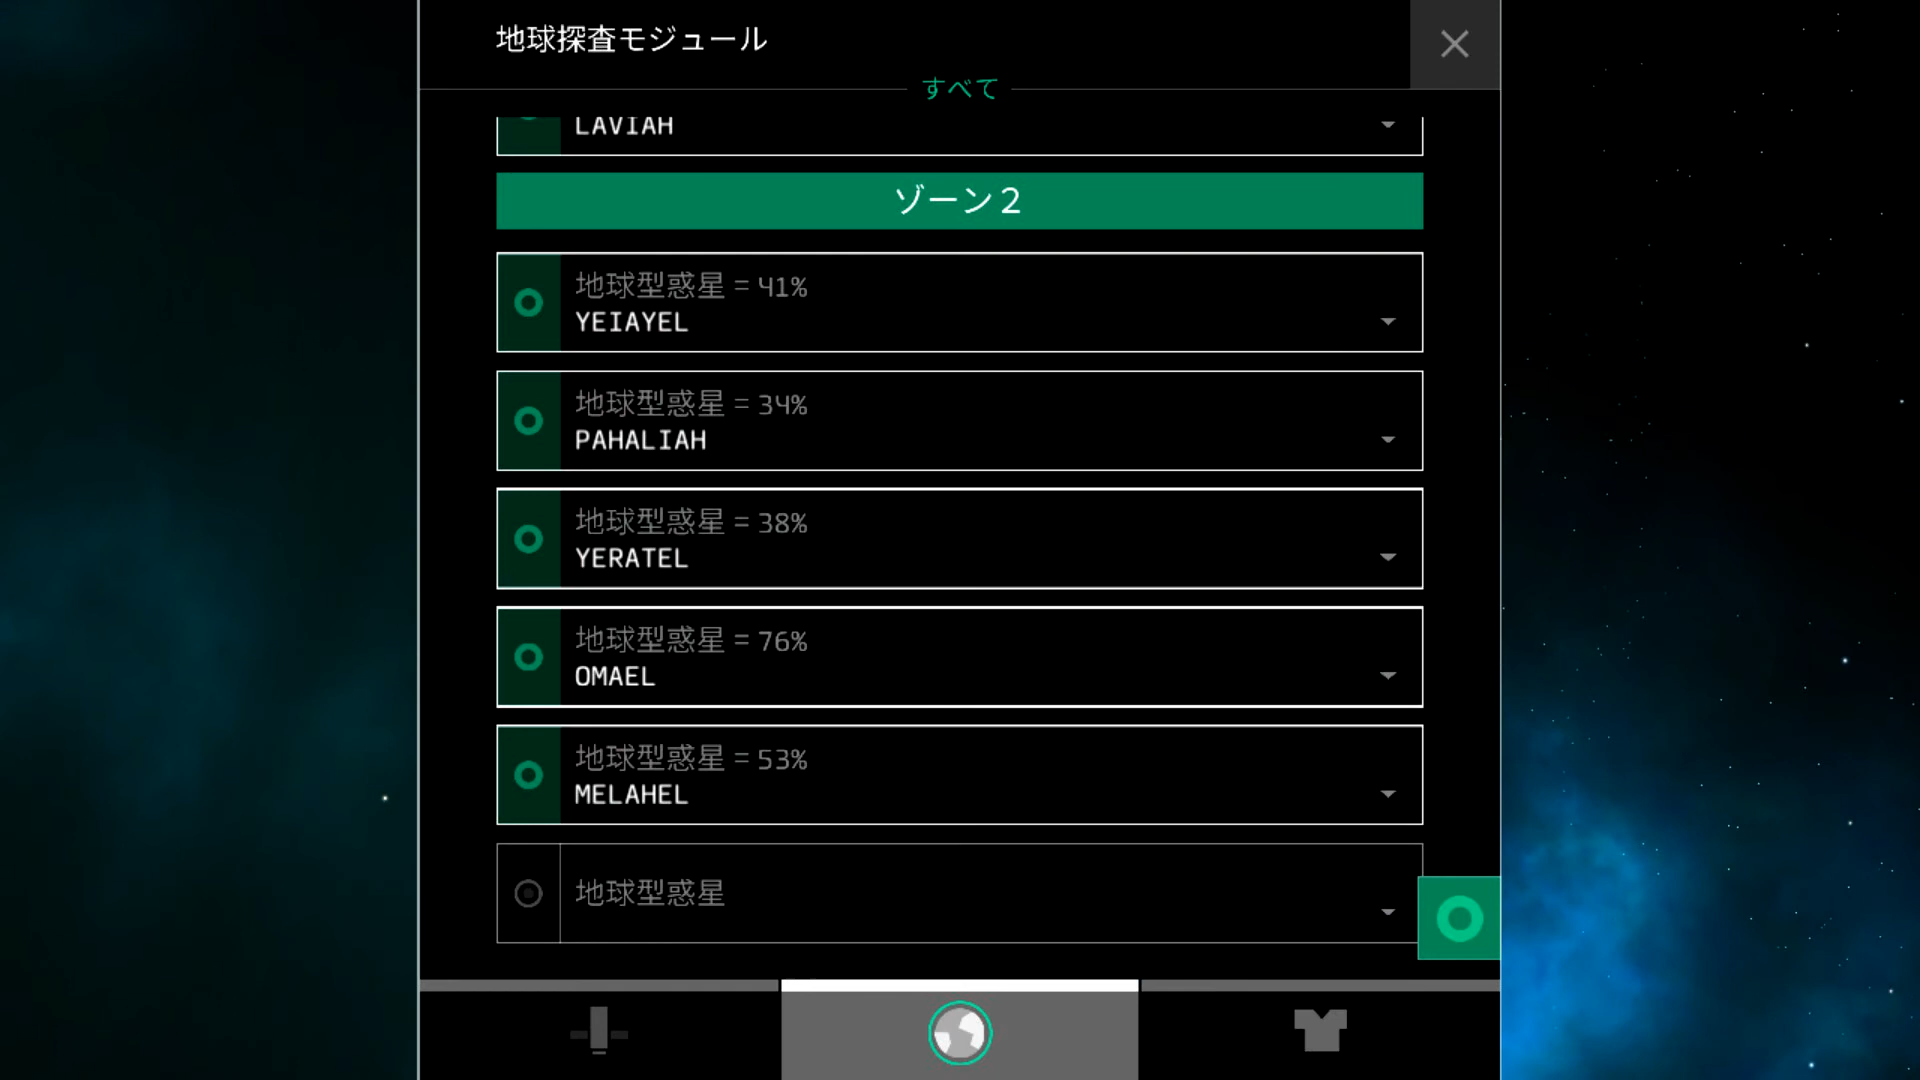 地球探査モジュール
すべて
LAVIAH
ゾーン2
地球型惑星 = 41%
YEIAYEL
地球型惑星 = 34%
PAHALIAH
地球型惑星 = 38%
YERATEL
地球型惑星 = 76%
OMAEL
地球型惑星 = 53%
MELAHEL
地球型惑星